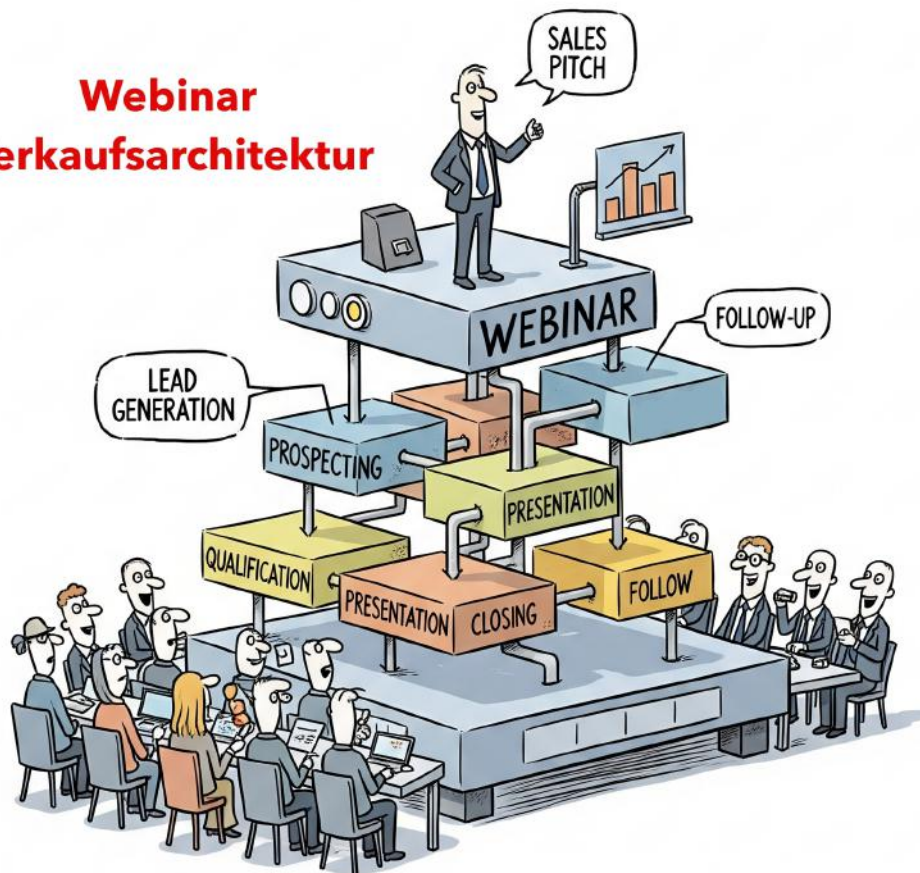 Webinar
erkaufsarchitektur
SALES
PITCH
WEBINAR
FOLLOW-UP
LEAD
GENERATION
PROSPECTING
PRESENTATION
QUALIFICATION
PRESENTATION
CLOSING
FOLLOW